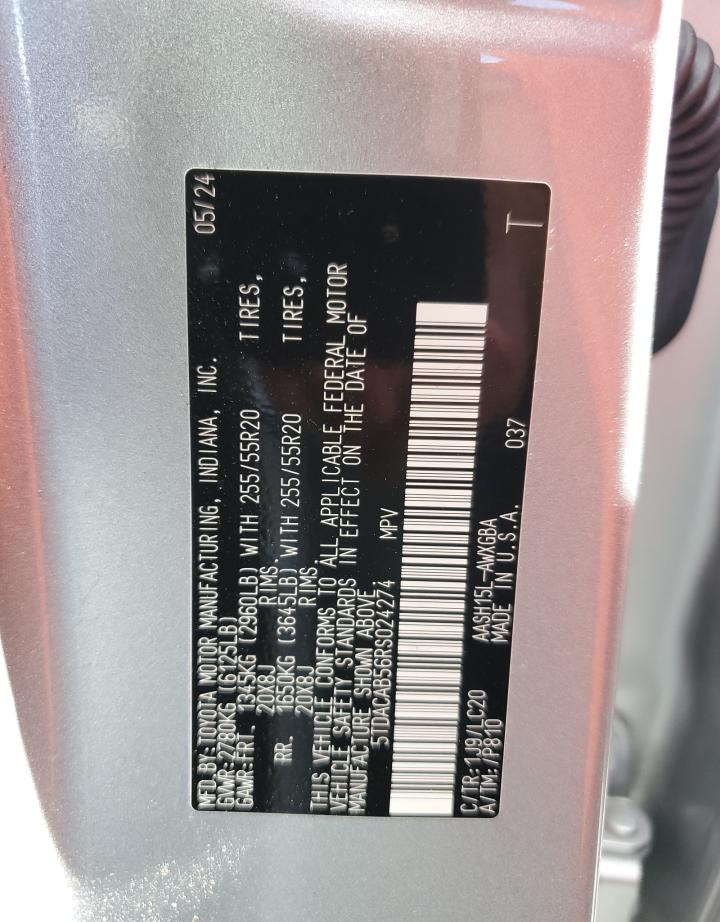 MFD BY: TOYOTA MOTOR MANUFACTURING, INDIANA, INC. 05/24
GVWR: 2780KG (6125LB)
GAWR: FRT. 1345KG (2960LB) WITH 255/55R20 TIRES,
20X8J RIMS
RR. 1650KG (3645LB) WITH 255/55R20 TIRES,
20X8J RIMS.
THIS VEHICLE CONFORMS TO ALL APPLICABLE FEDERAL MOTOR
VEHICLE SAFETY STANDARDS IN EFFECT ON THE DATE OF
MANUFACTURE SHOWN ABOVE.
5TDACAB56RS024274 MPV
AASH15L-AWXGBA
C/TR: 1J9/LC20 MADE IN U.S.A. 037 T
A/TM: /P810